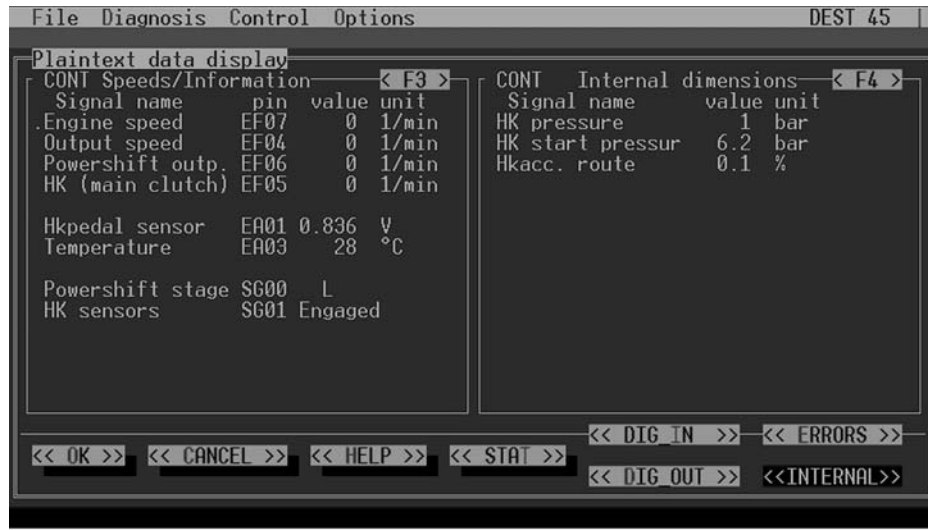 File Diagnosis Control Options DEST 45
Plaintext data display
CONT Speeds/Information < F3 >
Signal name pin value unit
.Engine speed EF07 0 1/min
Output speed EF04 0 1/min
Powershift outp. EF06 0 1/min
HK (main clutch) EF05 0 1/min
Hkpedal sensor EA01 0.836 V
Temperature EA03 28 °C
Powershift stage SG00 L
HK sensors SG01 Engaged
CONT Internal dimensions < F4 >
Signal name value unit
HK pressure 1 bar
HK start pressur 6.2 bar
Hkacc. route 0.1 %
<< DIG_IN >> << ERRORS >>
<< OK >> << CANCEL >> << HELP >> << STAT >>
<< DIG_OUT >> <<INTERNAL>>